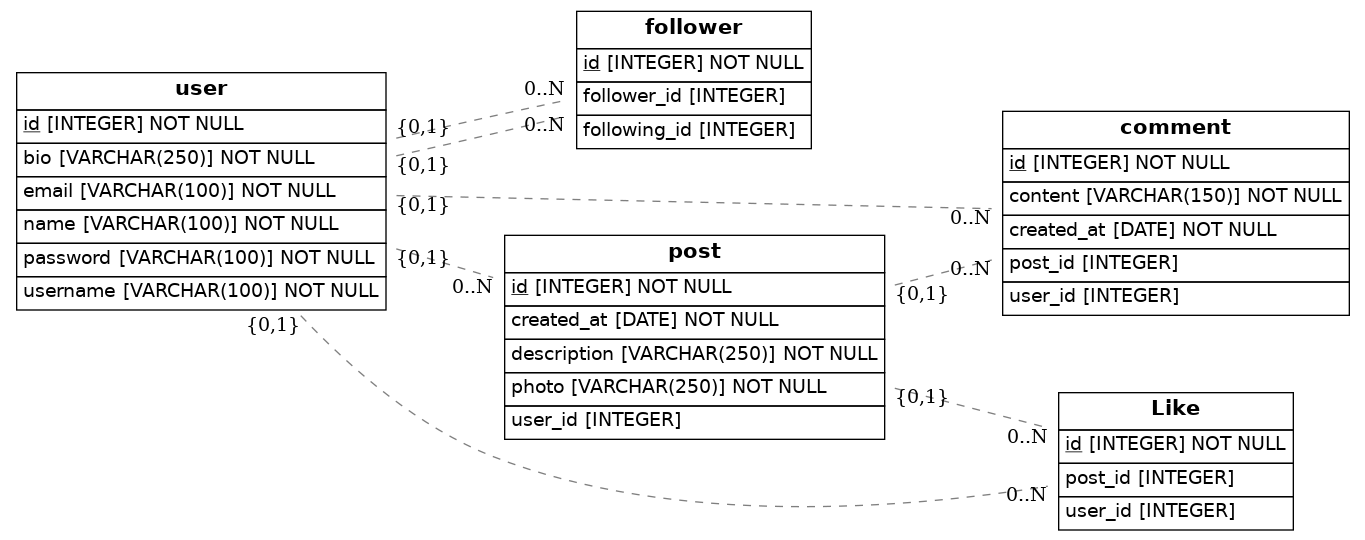 user
id [INTEGER] NOT NULL
bio [VARCHAR(250)] NOT NULL
email [VARCHAR(100)] NOT NULL
name [VARCHAR(100)] NOT NULL
password [VARCHAR(100)] NOT NULL
username [VARCHAR(100)] NOT NULL
{0,1}
{0,1}
{0,1}
{0,1}
{0,1}
follower
id [INTEGER] NOT NULL
follower_id [INTEGER]
following_id [INTEGER]
0..N
0..N
post
id [INTEGER] NOT NULL
created_at [DATE] NOT NULL
description [VARCHAR(250)] NOT NULL
photo [VARCHAR(250)] NOT NULL
user_id [INTEGER]
0..N
{0,1}
{0,1}
comment
id [INTEGER] NOT NULL
content [VARCHAR(150)] NOT NULL
created_at [DATE] NOT NULL
post_id [INTEGER]
user_id [INTEGER]
0..N
0..N
Like
id [INTEGER] NOT NULL
post_id [INTEGER]
user_id [INTEGER]
0..N
0..N